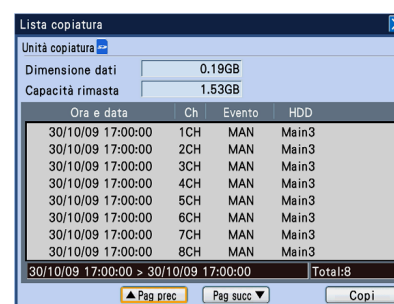 Lista copiatura
Unità copiatura
Dimensione dati 0.19GB
Capacità rimasta 1.53GB
Ora e data Ch Evento HDD
30/10/09 17:00:00 1CH MAN Main3
30/10/09 17:00:00 2CH MAN Main3
30/10/09 17:00:00 3CH MAN Main3
30/10/09 17:00:00 4CH MAN Main3
30/10/09 17:00:00 5CH MAN Main3
30/10/09 17:00:00 6CH MAN Main3
30/10/09 17:00:00 7CH MAN Main3
30/10/09 17:00:00 8CH MAN Main3
30/10/09 17:00:00 > 30/10/09 17:00:00 Total:8
▲ Pag prec Pag succ ▼ Copi